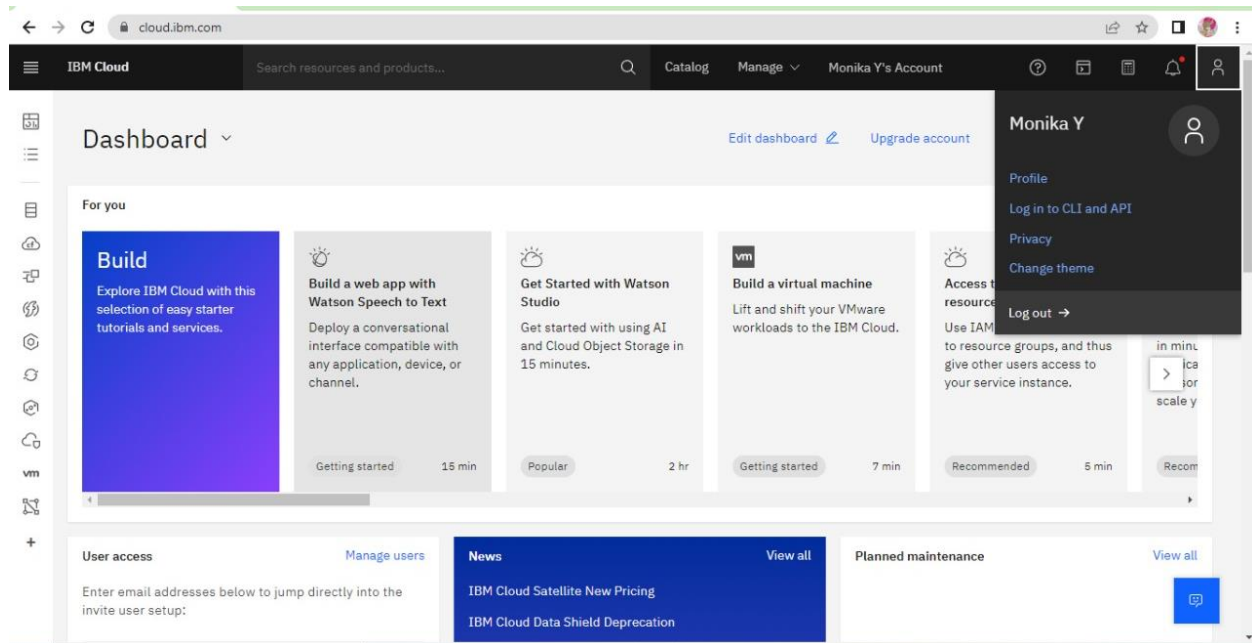 cloud.ibm.com
IBM Cloud
Search resources and products...
Catalog
Manage
Monika Y's Account
Monika Y
Profile
Log in to CLI and API
Privacy
Change theme
Log out →
Dashboard
Edit dashboard
Upgrade account
For you
Build
Explore IBM Cloud with this
selection of easy starter
tutorials and services.
Build a web app with
Watson Speech to Text
Deploy a conversational
interface compatible with
any application, device, or
channel.
Getting started
15 min
Get Started with Watson
Studio
Get started with using AI
and Cloud Object Storage in
15 minutes.
Popular
2 hr
vm
Build a virtual machine
Lift and shift your VMware
workloads to the IBM Cloud.
Getting started
7 min
Access
resource
Use IAM
to resource groups, and thus
give other users access to
your service instance.
Recommended
5 min
in
scale y
vm
User access
Manage users
Enter email addresses below to jump directly into the
invite user setup:
News
View all
IBM Cloud Satellite New Pricing
IBM Cloud Data Shield Deprecation
Planned maintenance
View all